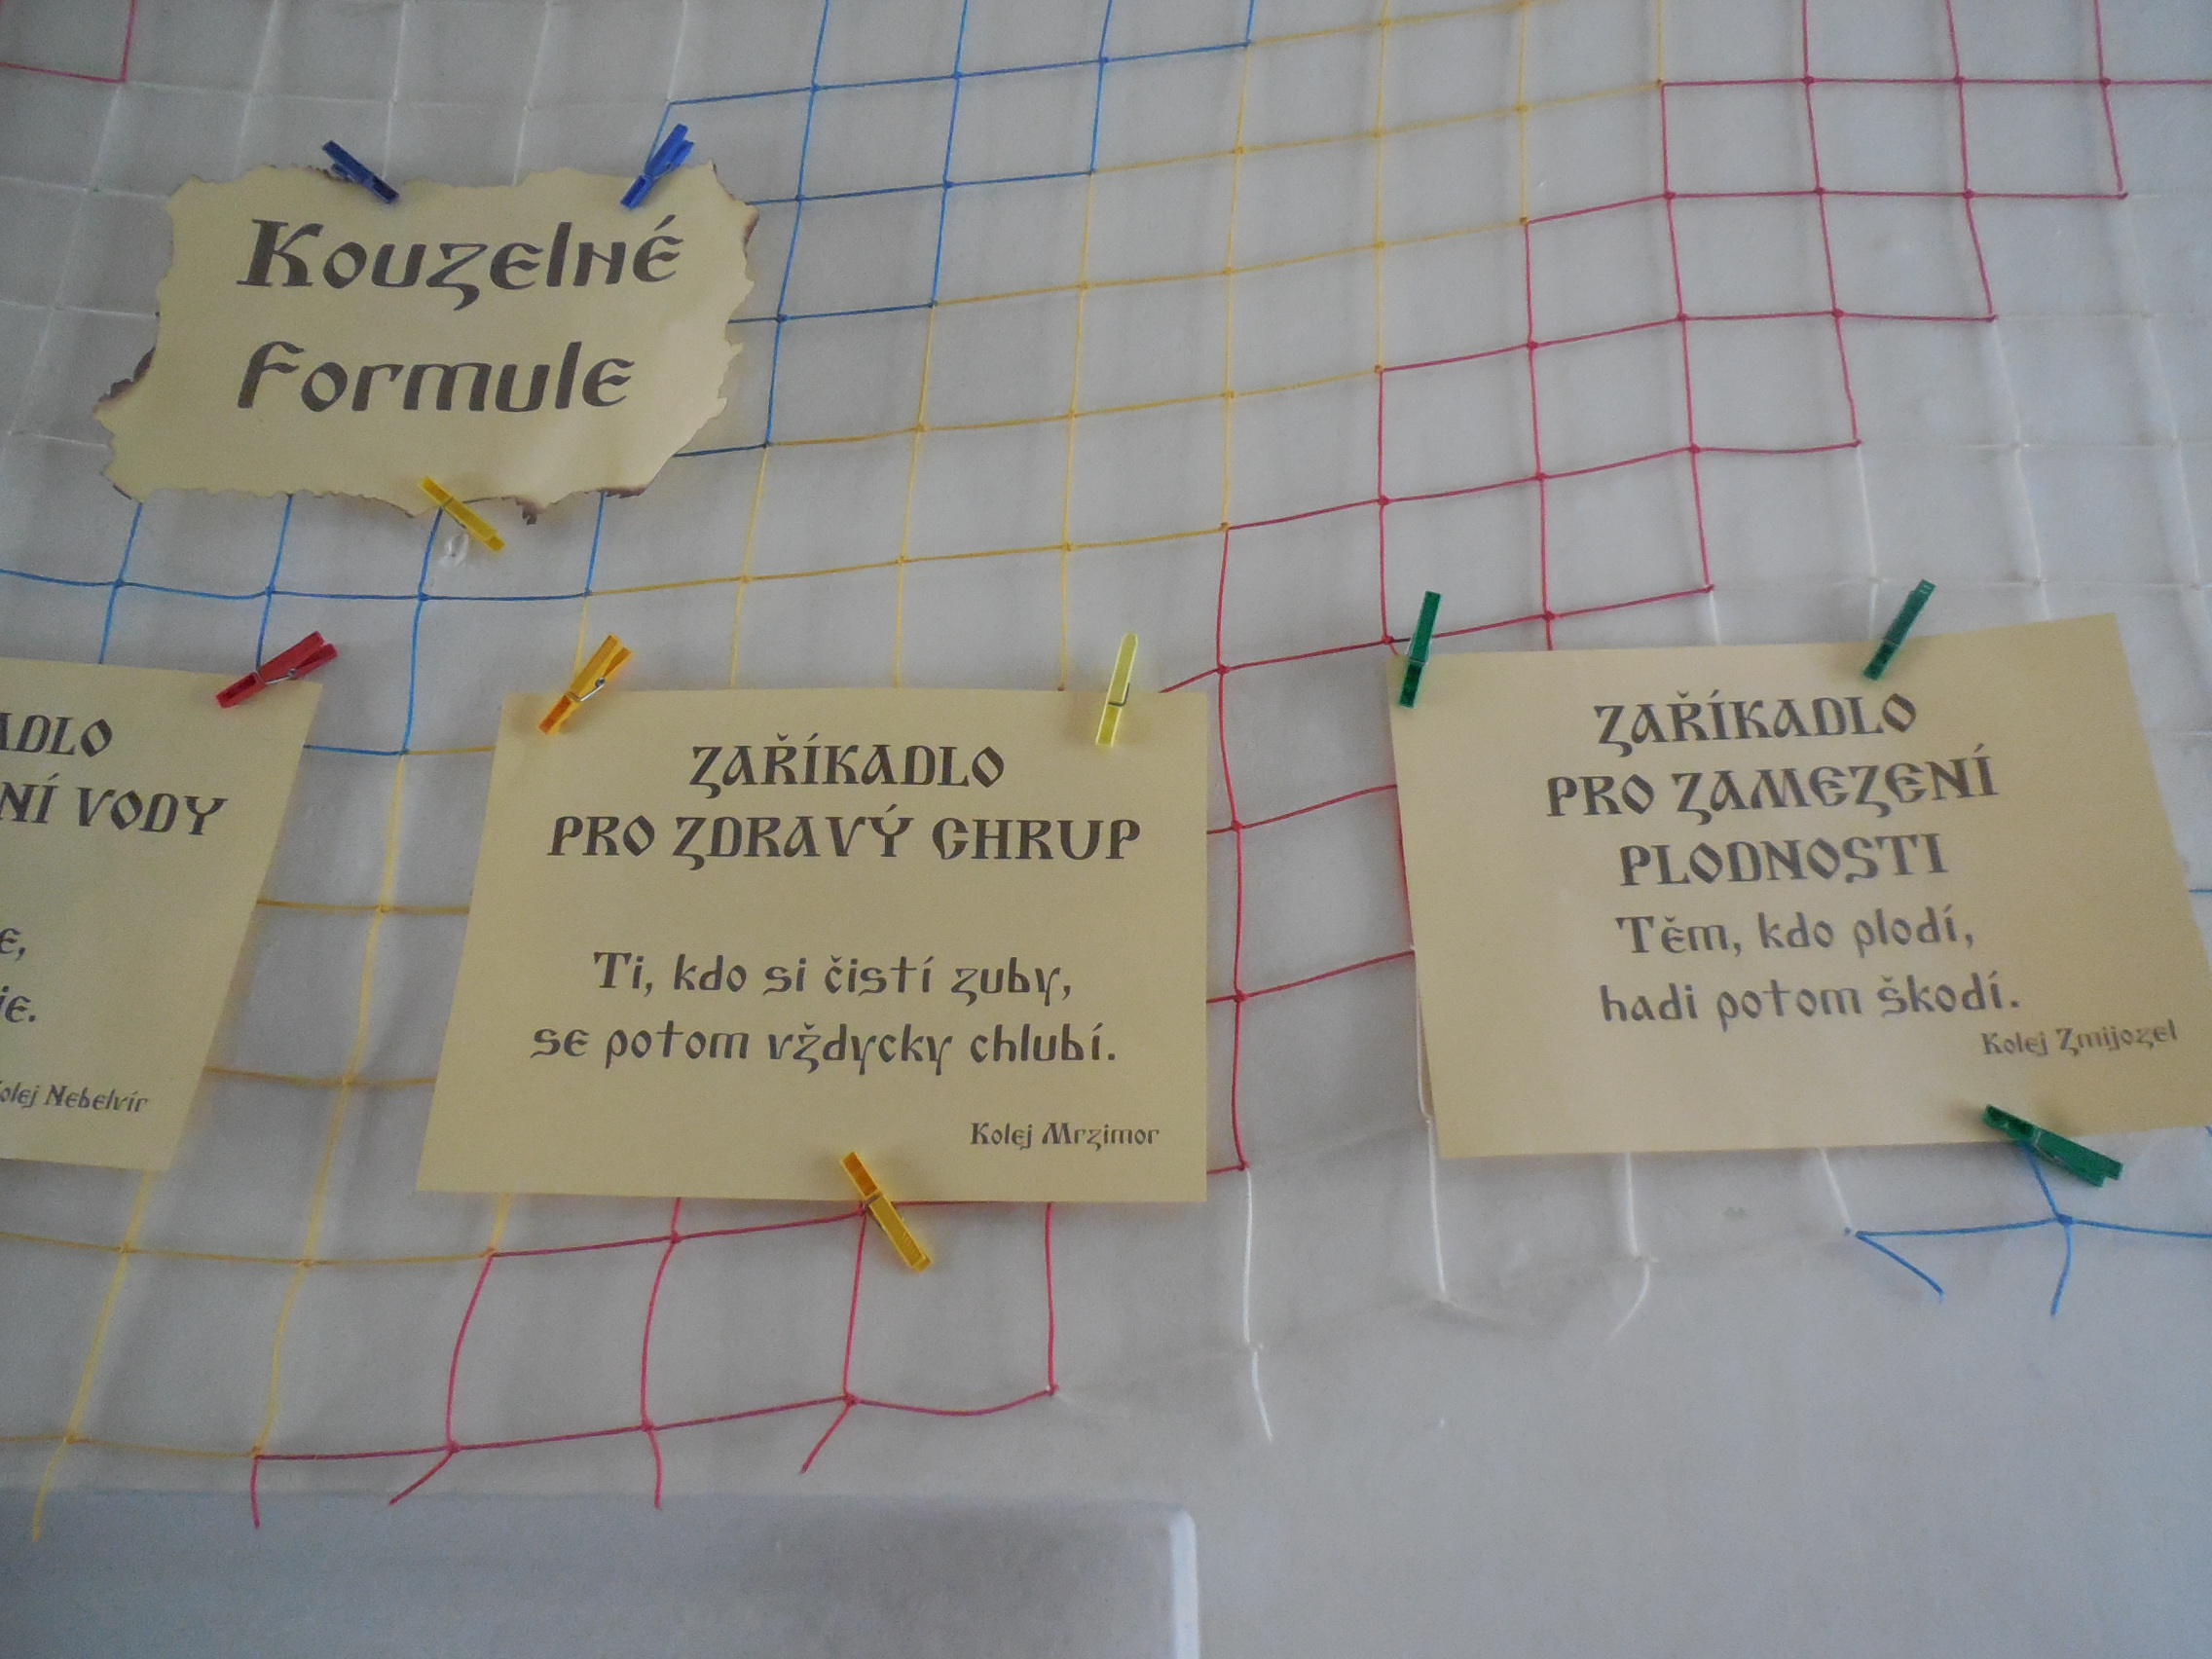 Kouzelné
Formule
ADLO
NÍ VODY
E,
Kolej Nebelvír
ZAŘÍKADLO
PRO ZDRAVÝ CHRUP
Ti, kdo si čistí zuby,
se potom vždycky chlubí.
Kolej Mrzimor
ZAŘÍKADLO
PRO ZAMEZENÍ
PLODNOSTI
Těm, kdo plodí,
hadi potom škodí.
Kolej Zmijozel